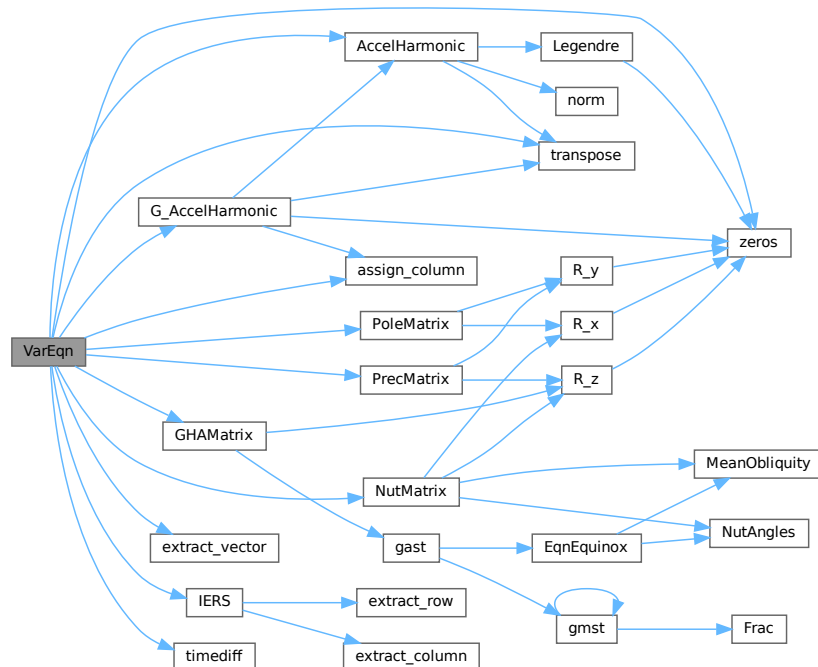 AccelHarmonic
Legendre
norm
transpose
G_AccelHarmonic
zeros
assign_column
R_y
PoleMatrix
R_x
VarEqn
PrecMatrix
R_z
GHAMatrix
MeanObliquity
NutMatrix
NutAngles
extract_vector
gast
EqnEquinox
IERS
extract_row
gmst
Frac
timediff
extract_column